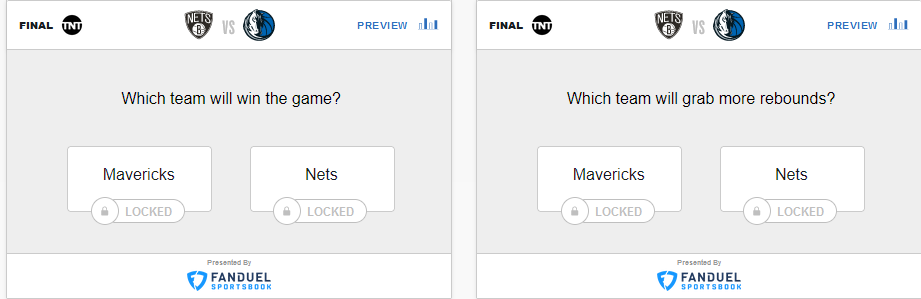 FINAL TNT NETS B VS PREVIEW
Which team will win the game?
Mavericks Nets
LOCKED LOCKED
Presented By
FANDUEL
SPORTSBOOK
FINAL TNT NETS B VS PREVIEW
Which team will grab more rebounds?
Mavericks Nets
LOCKED LOCKED
Presented By
FANDUEL
SPORTSBOOK